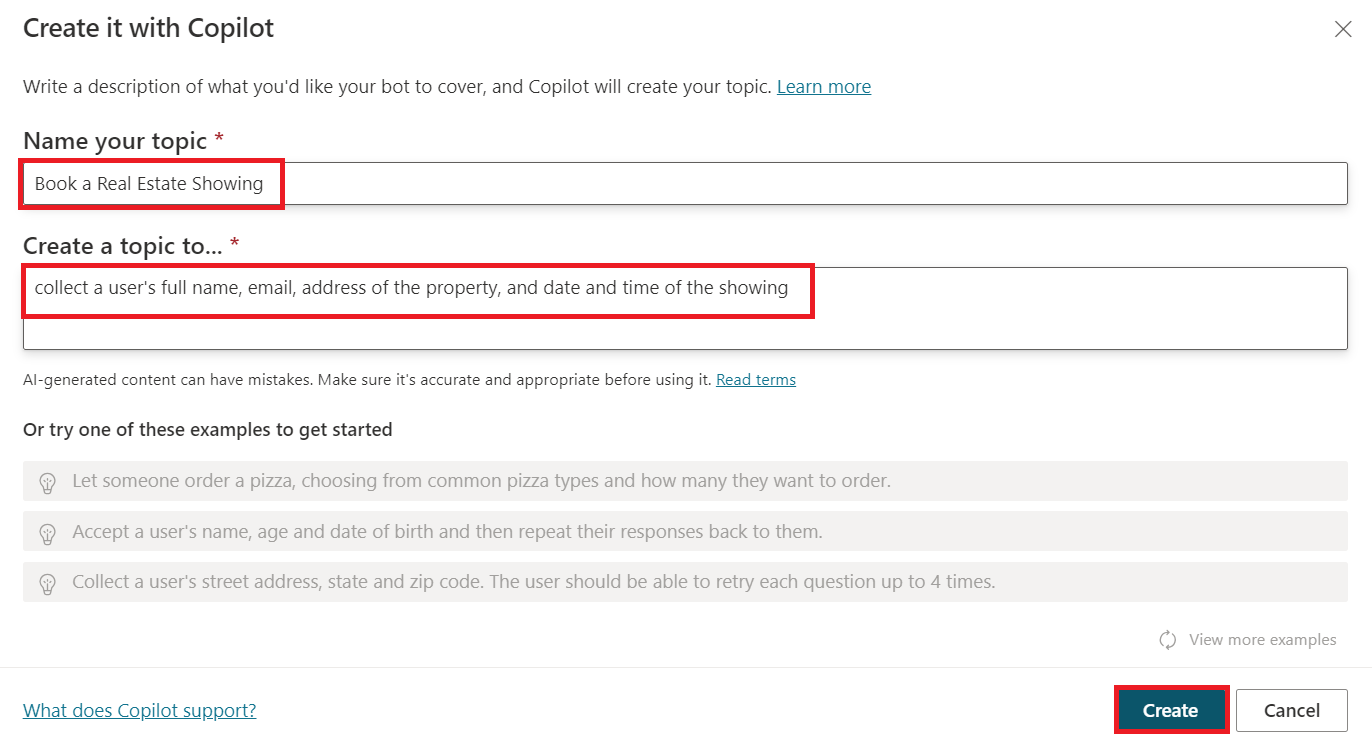 Create it with Copilot
Write a description of what you'd like your bot to cover, and Copilot will create your topic. Learn more
Name your topic *
Book a Real Estate Showing
Create a topic to... *
collect a user's full name, email, address of the property, and date and time of the showing
AI-generated content can have mistakes. Make sure it's accurate and appropriate before using it. Read terms
Or try one of these examples to get started
Let someone order a pizza, choosing from common pizza types and how many they want to order.
Accept a user's name, age and date of birth and then repeat their responses back to them.
Collect a user's street address, state and zip code. The user should be able to retry each question up to 4 times.
View more examples
What does Copilot support?
Create
Cancel